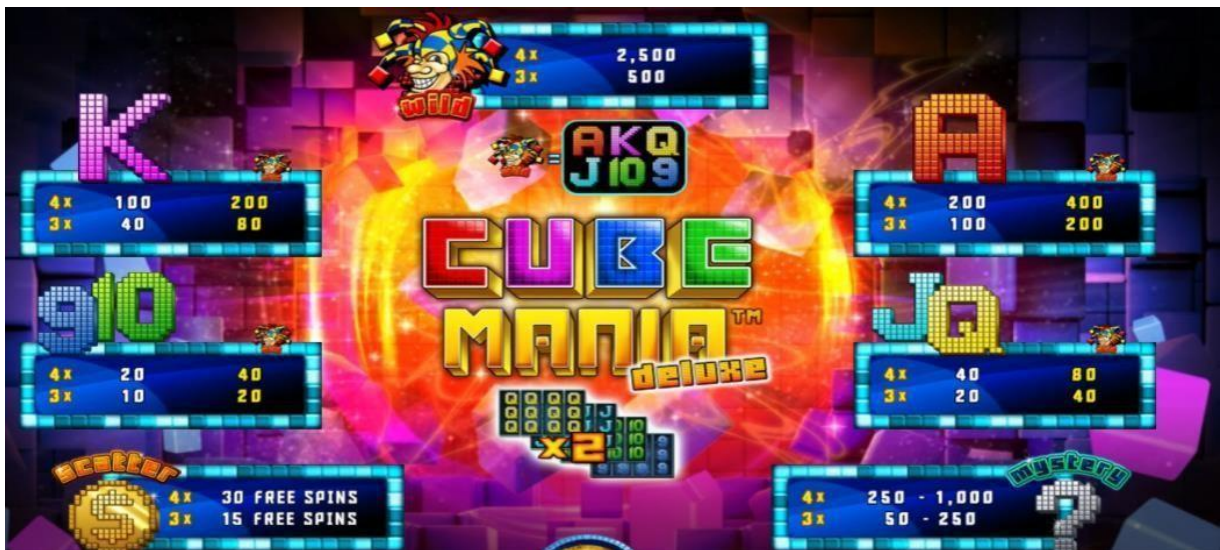 4x 2,500
3x 500
wild
= A K Q
J 10 9
K
4x 100 200
3x 40 80
A
4x 200 400
3x 100 200
CUBE
MANIA™
deluxe
9 10
4x 20 40
3x 10 20
J Q
4x 40 80
3x 20 40
x2
scatter
$
4x 30 FREE SPINS
3x 15 FREE SPINS
mystery
?
4x 250 - 1,000
3x 50 - 250